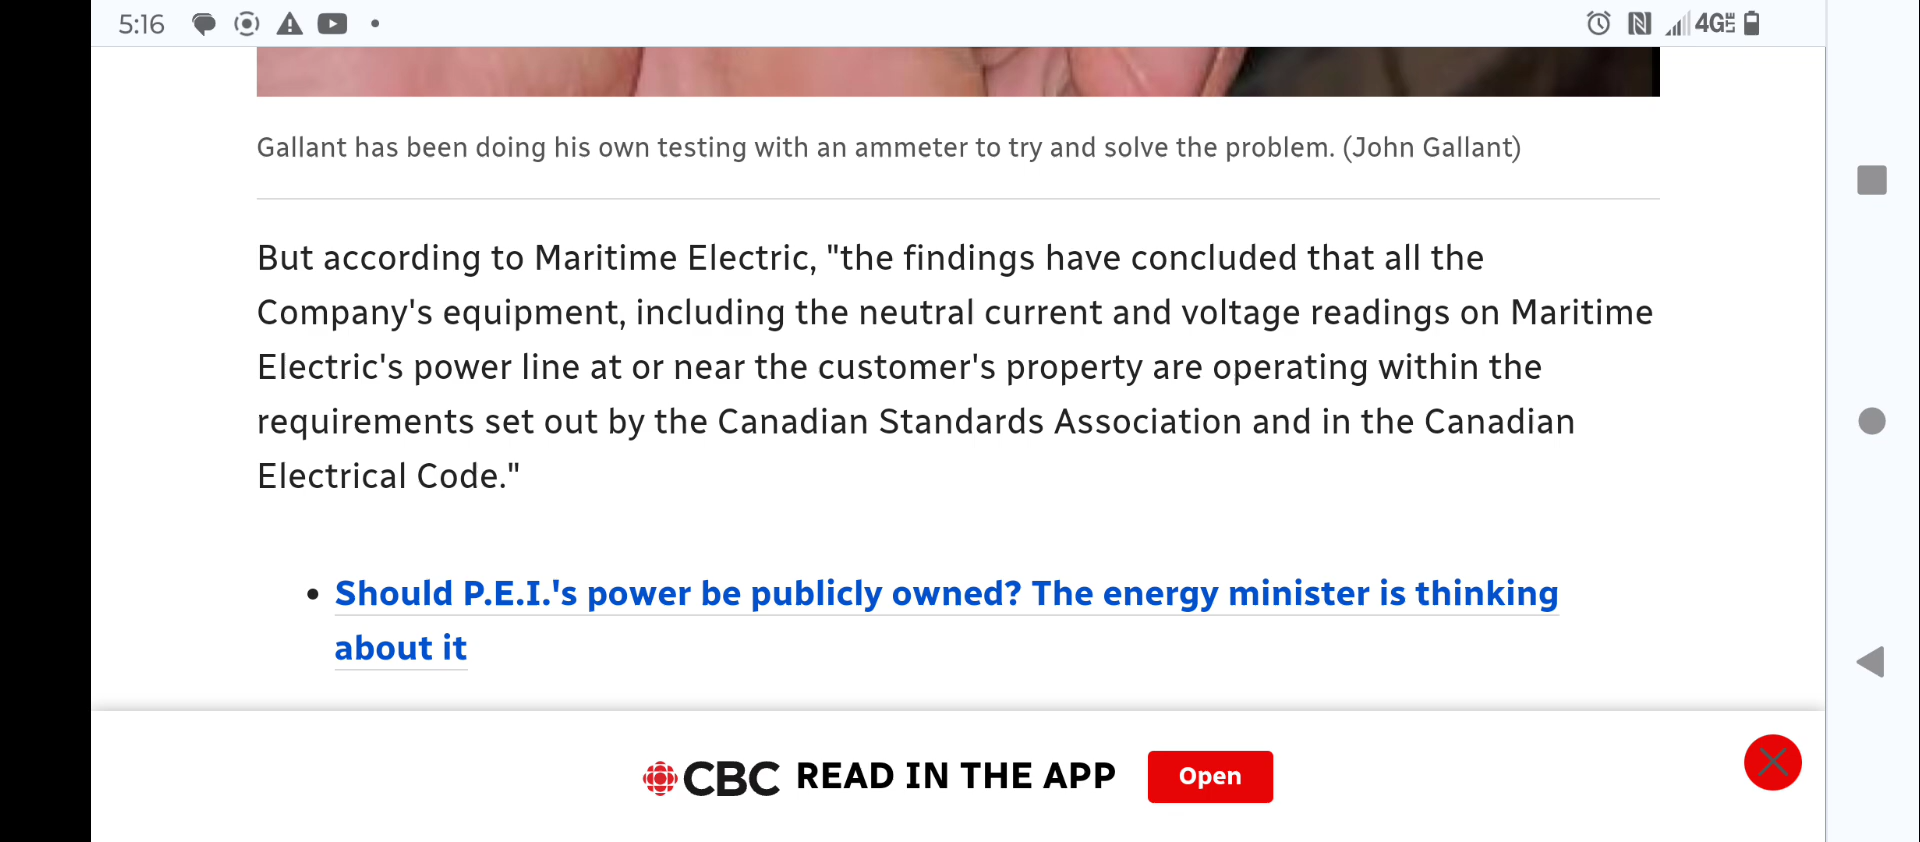 5:16 4G LTE
Gallant has been doing his own testing with an ammeter to try and solve the problem. (John Gallant)
But according to Maritime Electric, "the findings have concluded that all the
Company's equipment, including the neutral current and voltage readings on Maritime
Electric's power line at or near the customer's property are operating within the
requirements set out by the Canadian Standards Association and in the Canadian
Electrical Code."
• Should P.E.I.'s power be publicly owned? The energy minister is thinking
about it
CBC READ IN THE APP Open